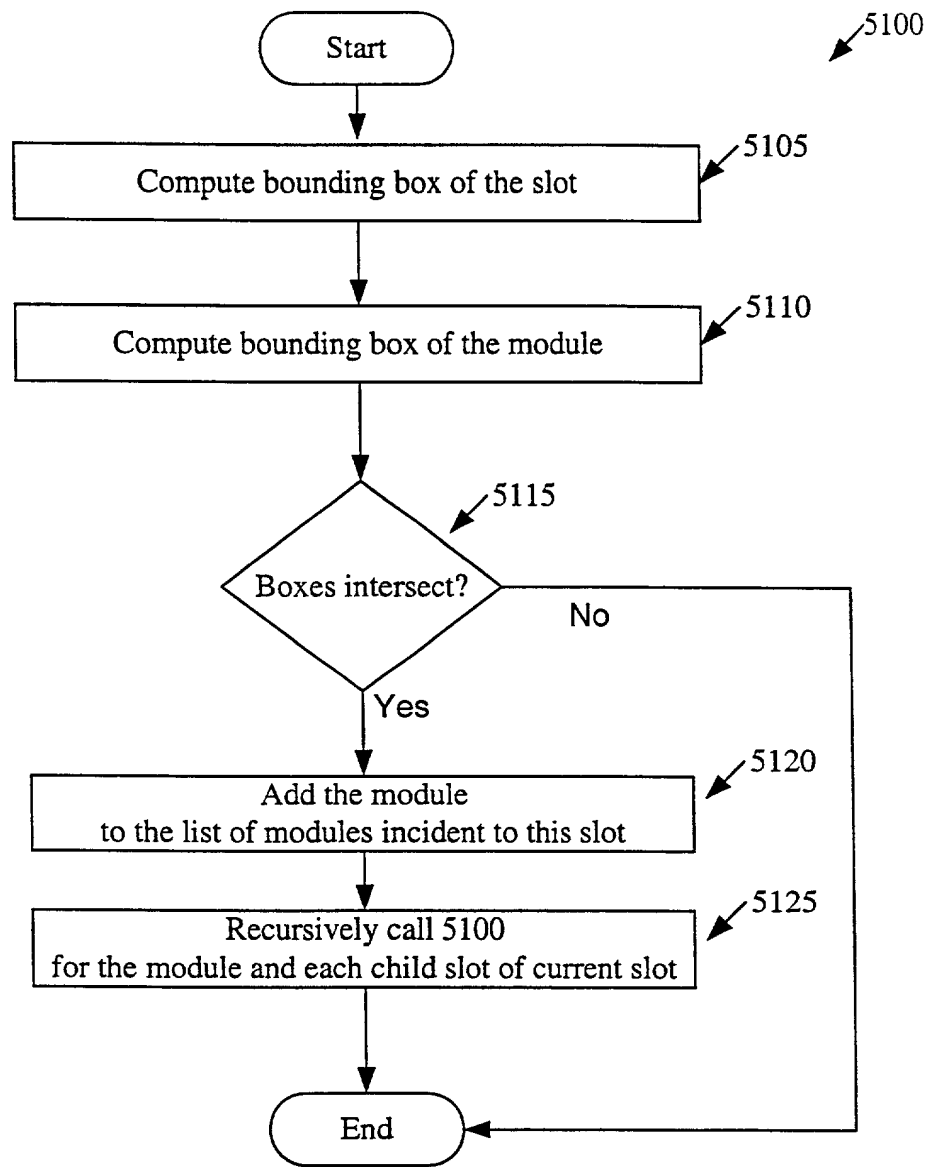 5100
Start
5105
Compute bounding box of the slot
5110
Compute bounding box of the module
5115
Boxes intersect?
No
Yes
5120
Add the module
to the list of modules incident to this slot
5125
Recursively call 5100
for the module and each child slot of current slot
End